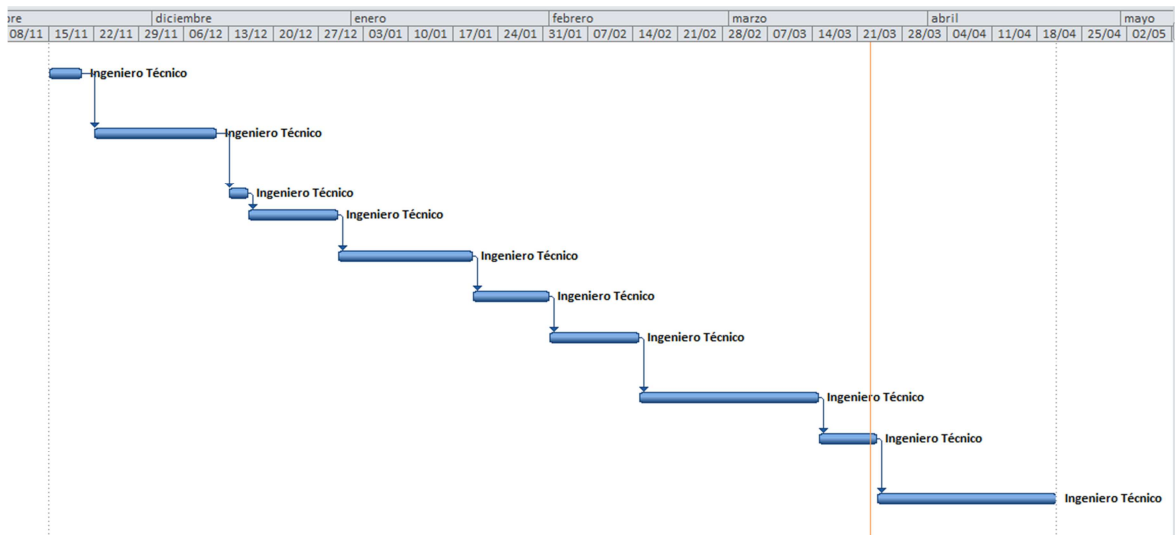 bre diciembre enero febrero marzo abril mayo
08/11 15/11 22/11 29/11 06/12 13/12 20/12 27/12 03/01 10/01 17/01 24/01 31/01 07/02 14/02 21/02 28/02 07/03 14/03 21/03 28/03 04/04 11/04 18/04 25/04 02/05
Ingeniero Técnico
Ingeniero Técnico
Ingeniero Técnico
Ingeniero Técnico
Ingeniero Técnico
Ingeniero Técnico
Ingeniero Técnico
Ingeniero Técnico
Ingeniero Técnico
Ingeniero Técnico